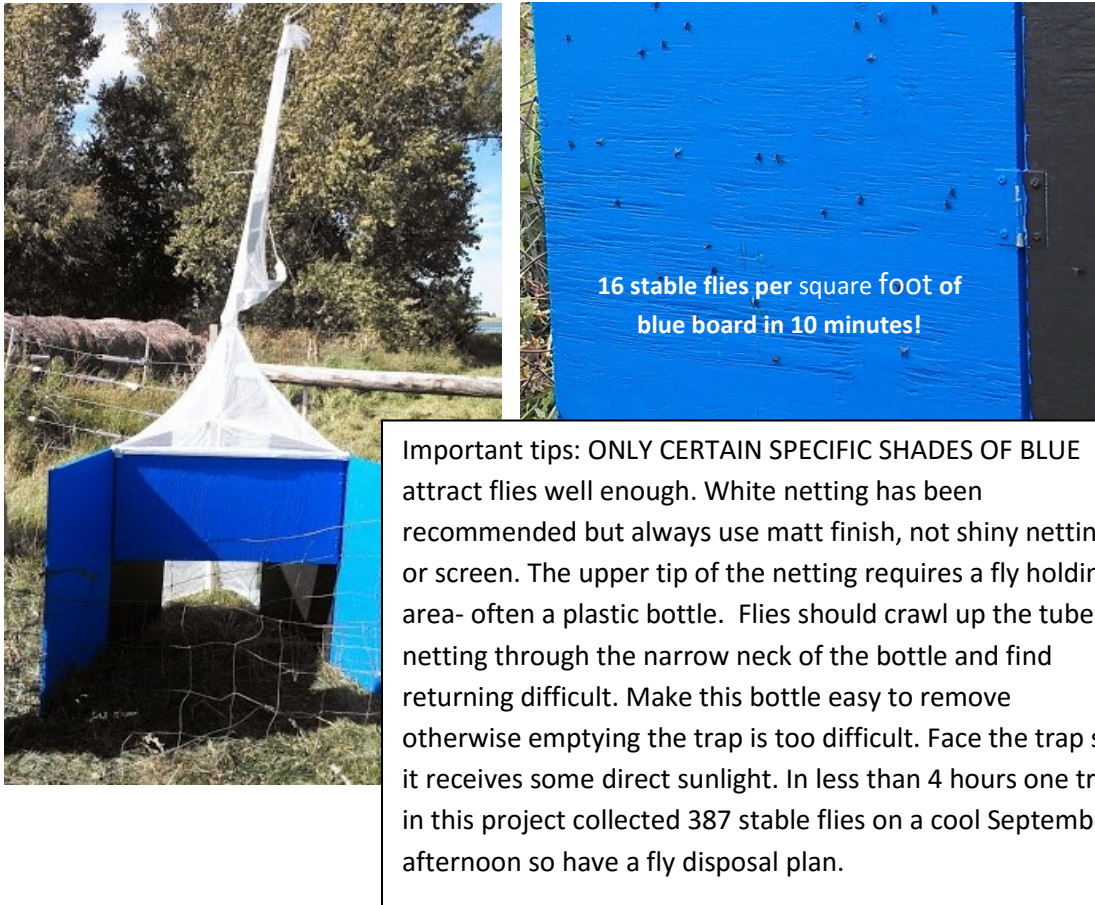 16 stable flies per square foot of
blue board in 10 minutes!
Important tips: ONLY CERTAIN SPECIFIC SHADES OF BLUE
attract flies well enough. White netting has been
recommended but always use matt finish, not shiny nettin
or screen. The upper tip of the netting requires a fly holdin
area- often a plastic bottle. Flies should crawl up the tube
netting through the narrow neck of the bottle and find
returning difficult. Make this bottle easy to remove
otherwise emptying the trap is too difficult. Face the trap s
it receives some direct sunlight. In less than 4 hours one tr
in this project collected 387 stable flies on a cool Septemb
afternoon so have a fly disposal plan.